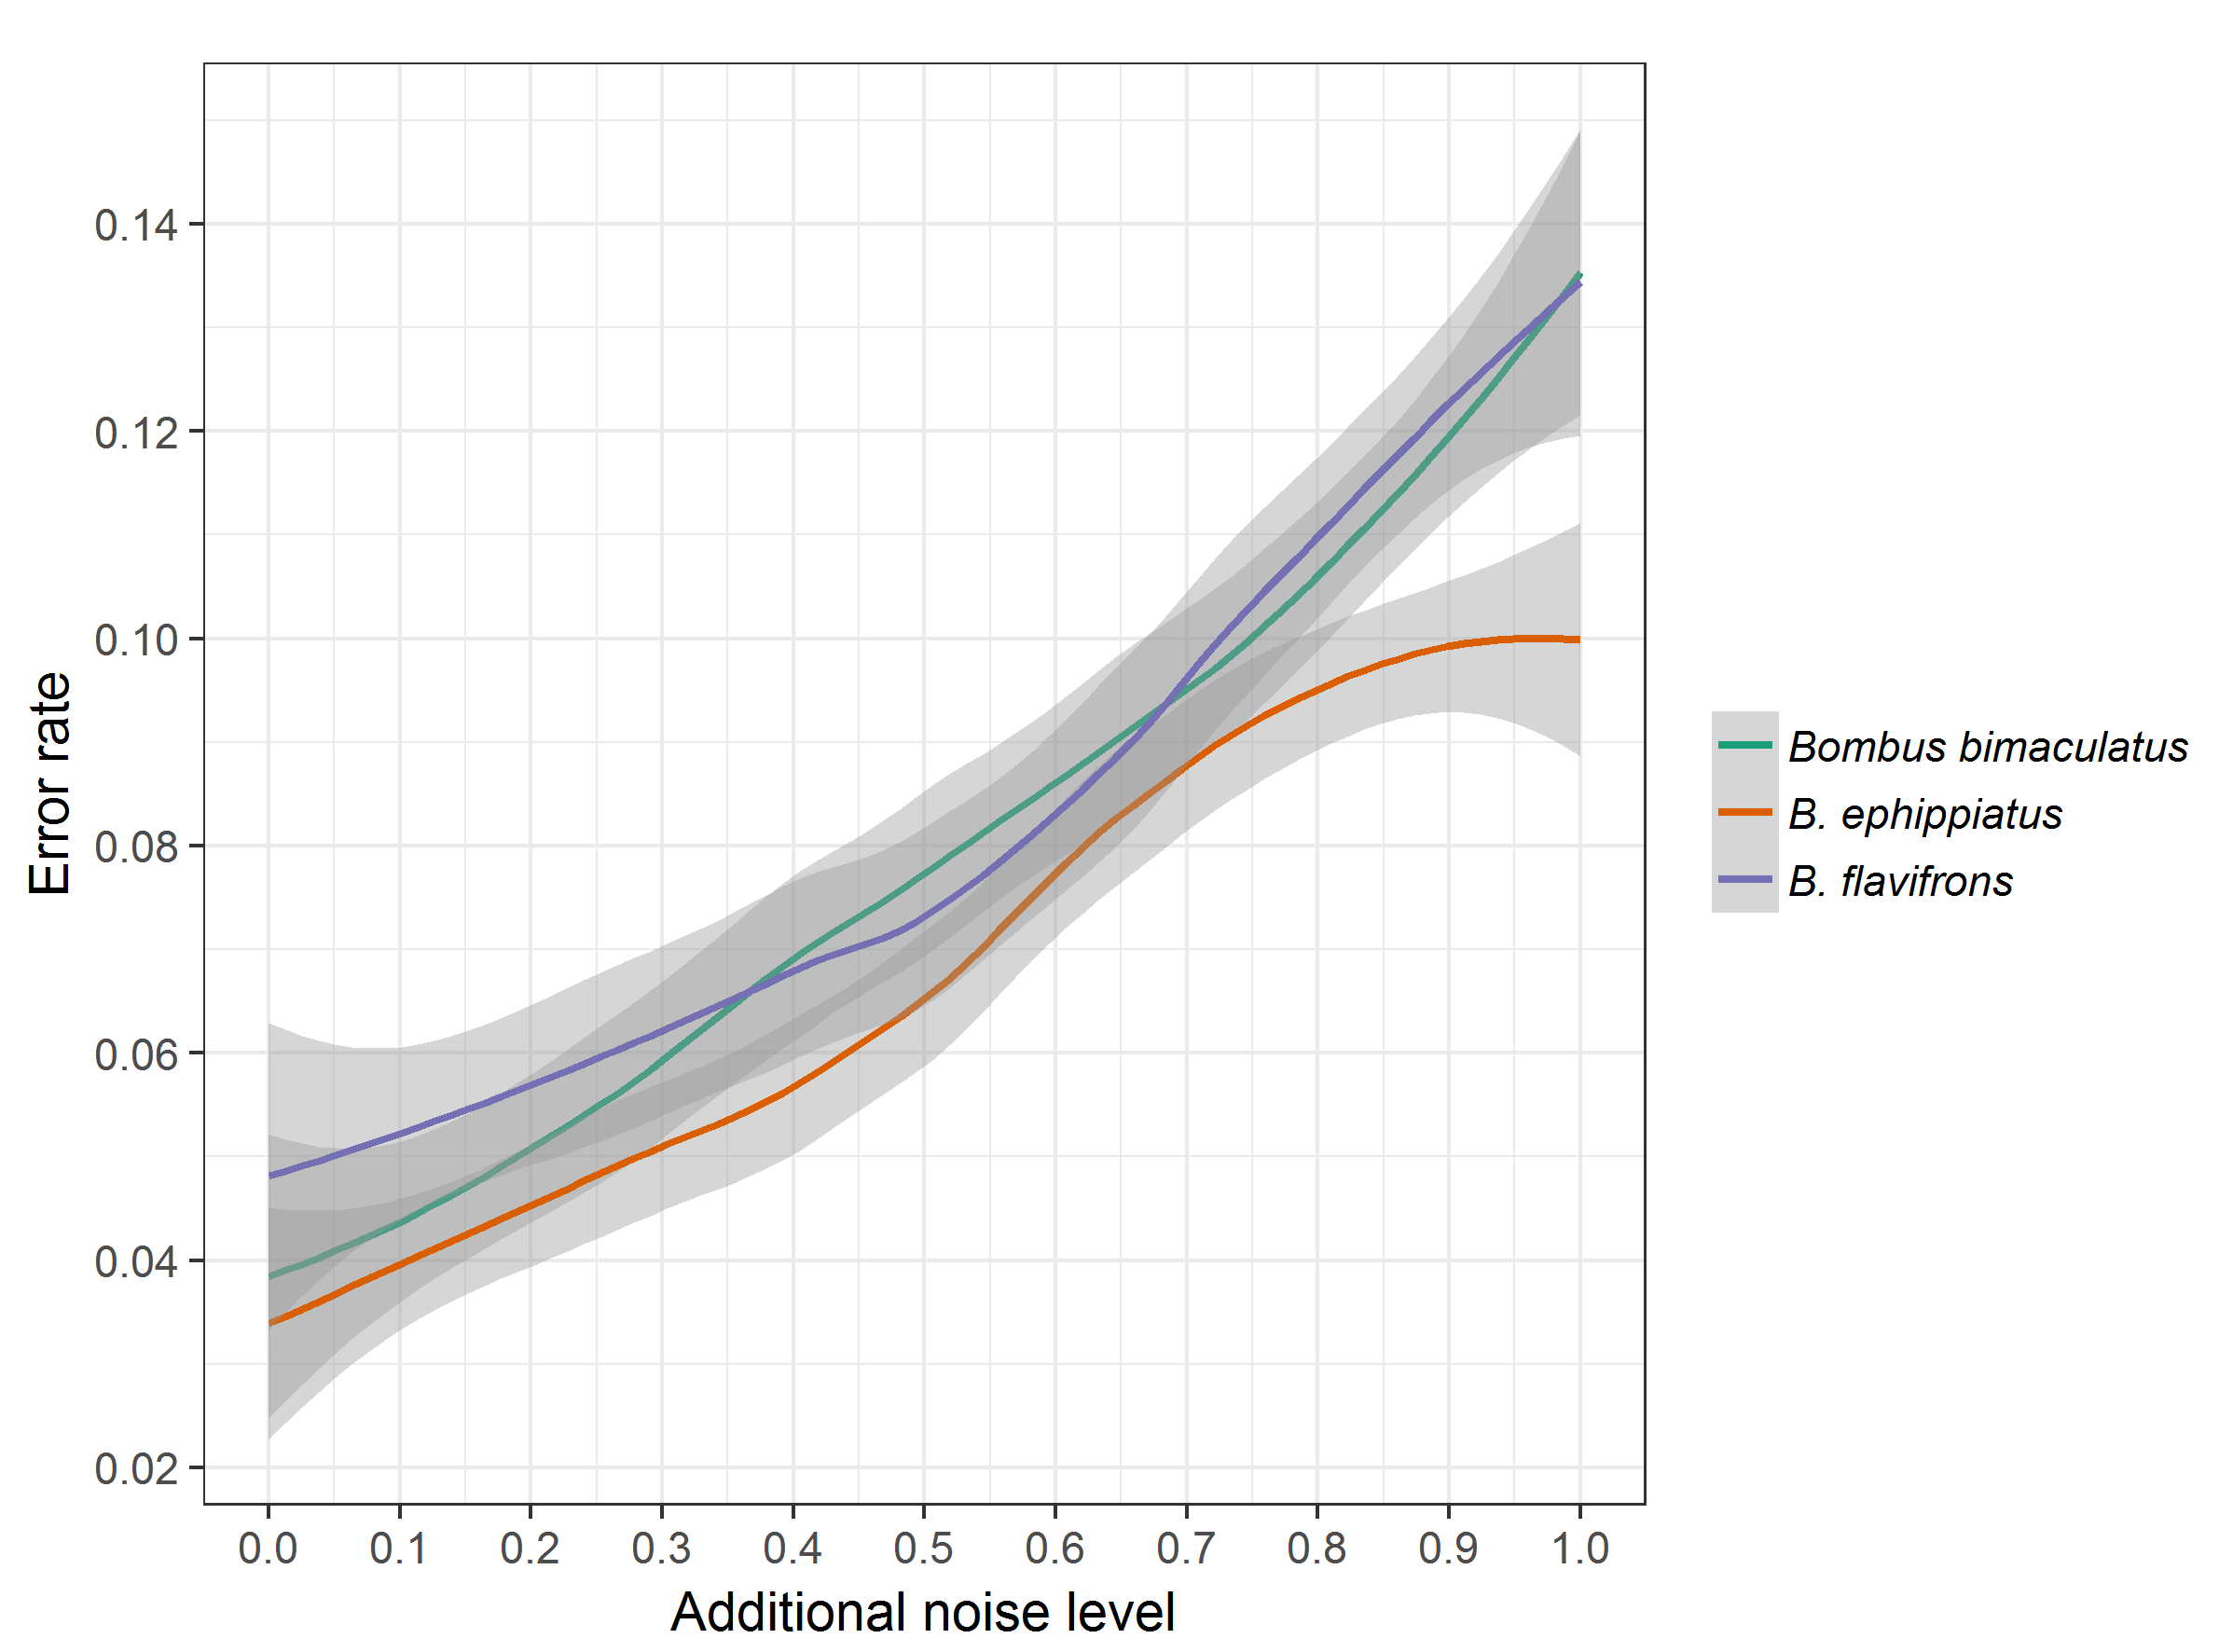 0.14
0.12
0.10
0.08
0.06
0.04
0.02
Error rate
0.0 0.1 0.2 0.3 0.4 0.5 0.6 0.7 0.8 0.9 1.0
Additional noise level
Bombus bimaculatus
B. ephippiatus
B. flavifrons